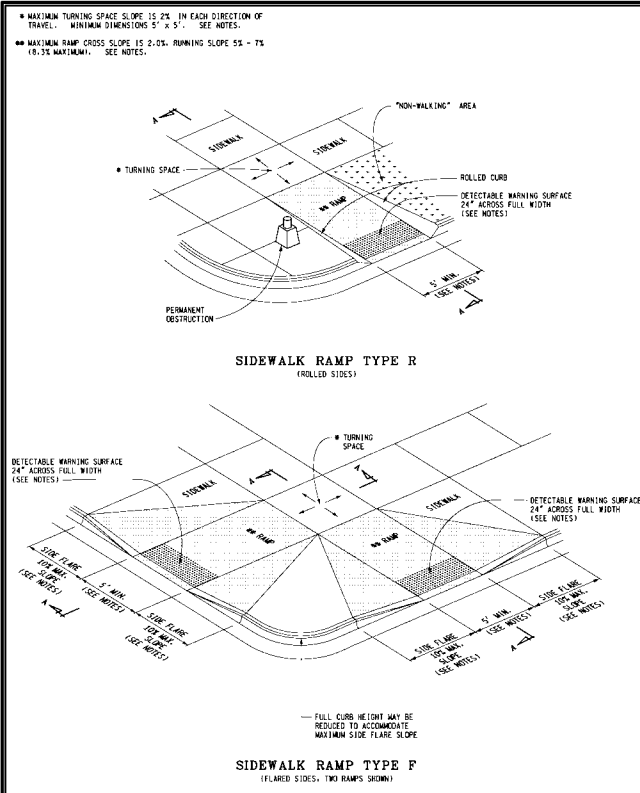 * MAXIMUM TURNING SPACE SLOPE IS 2% IN EACH DIRECTION OF
TRAVEL. MINIMUM DIMENSIONS 5' x 5'. SEE NOTES.
** MAXIMUM RAMP CROSS SLOPE IS 2.0%, RUNNING SLOPE 5% - 7%
(8.3% MAXIMUM). SEE NOTES.
A
"NON-WALKING" AREA
SIDEWALK
SIDEWALK
* TURNING SPACE
ROLLED CURB
** RAMP
DETECTABLE WARNING SURFACE
24" ACROSS FULL WIDTH
(SEE NOTES)
5' MIN.
(SEE NOTES)
A
PERMANENT
OBSTRUCTION
SIDEWALK RAMP TYPE R
(ROLLED SIDES)
* TURNING
SPACE
DETECTABLE WARNING SURFACE
24" ACROSS FULL WIDTH
(SEE NOTES)
SIDEWALK
A
A
SIDEWALK
DETECTABLE WARNING SURFACE
24" ACROSS FULL WIDTH
(SEE NOTES)
** RAMP
** RAMP
SIDE FLARE
10% MAX.
SLOPE
(SEE NOTES)
5' MIN.
(SEE NOTES)
SIDE FLARE
10% MAX.
SLOPE
(SEE NOTES)
A
SIDE FLARE
10% MAX.
SLOPE
(SEE NOTES)
5' MIN.
(SEE NOTES)
SIDE FLARE
10% MAX.
SLOPE
(SEE NOTES)
A
FULL CURB HEIGHT MAY BE
REDUCED TO ACCOMMODATE
MAXIMUM SIDE FLARE SLOPE
SIDEWALK RAMP TYPE F
(FLARED SIDES, TWO RAMPS SHOWN)